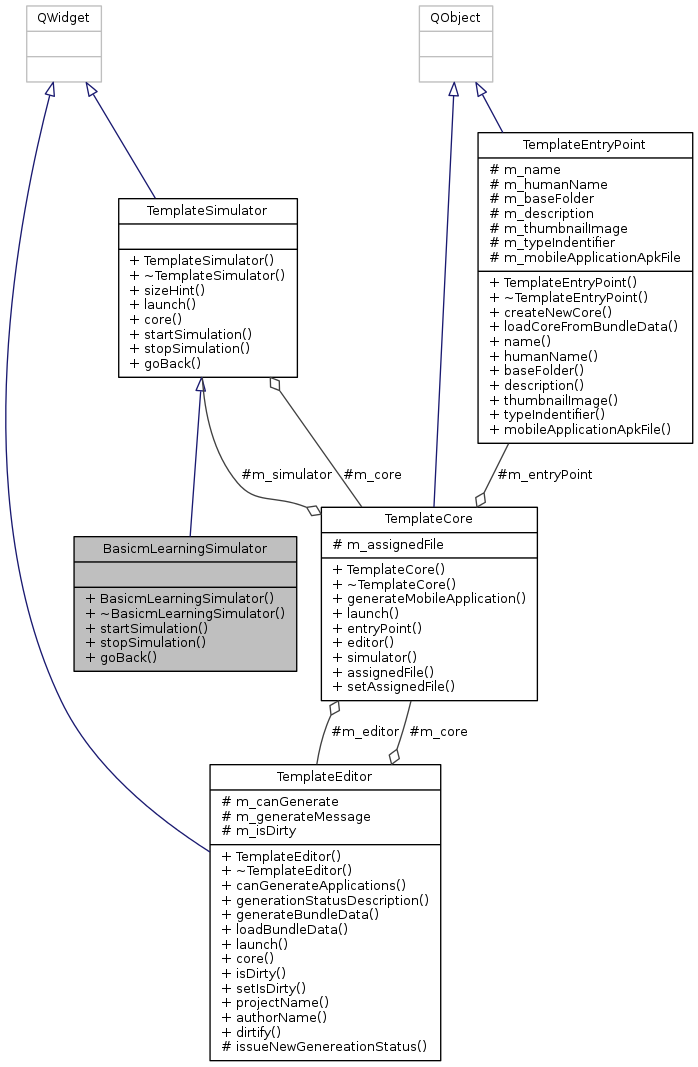 QWidget
QObject
TemplateEntryPoint
# m_name
# m_humanName
# m_baseFolder
# m_description
# m_thumbnailImage
# m_typeIndentifier
# m_mobileApplicationApkFile
+ TemplateEntryPoint()
+ ~TemplateEntryPoint()
+ createNewCore()
+ loadCoreFromBundleData()
+ name()
+ humanName()
+ baseFolder()
+ description()
+ thumbnailImage()
+ typeIndentifier()
+ mobileApplicationApkFile()
TemplateSimulator
+ TemplateSimulator()
+ ~TemplateSimulator()
+ sizeHint()
+ launch()
+ core()
+ startSimulation()
+ stopSimulation()
+ goBack()
#m_simulator
#m_core
#m_entryPoint
BasicmLearningSimulator
+ BasicmLearningSimulator()
+ ~BasicmLearningSimulator()
+ startSimulation()
+ stopSimulation()
+ goBack()
TemplateCore
# m_assignedFile
+ TemplateCore()
+ ~TemplateCore()
+ generateMobileApplication()
+ launch()
+ entryPoint()
+ editor()
+ simulator()
+ assignedFile()
+ setAssignedFile()
#m_editor
#m_core
TemplateEditor
# m_canGenerate
# m_generateMessage
# m_isDirty
+ TemplateEditor()
+ ~TemplateEditor()
+ canGenerateApplications()
+ generationStatusDescription()
+ generateBundleData()
+ loadBundleData()
+ launch()
+ core()
+ isDirty()
+ setIsDirty()
+ projectName()
+ authorName()
+ dirtify()
# issueNewGenereationStatus()